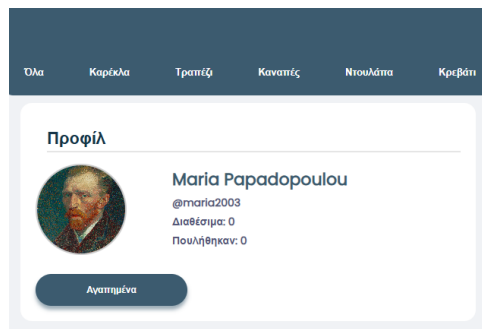 Όλα Καρέκλα Τραπέζι Καναπές Ντουλάπα Κρεβάτι
Προφίλ
Maria Papadopoulou
@maria2003
Διαθέσιμα: 0
Πουλήθηκαν: 0
Αγαπημένα